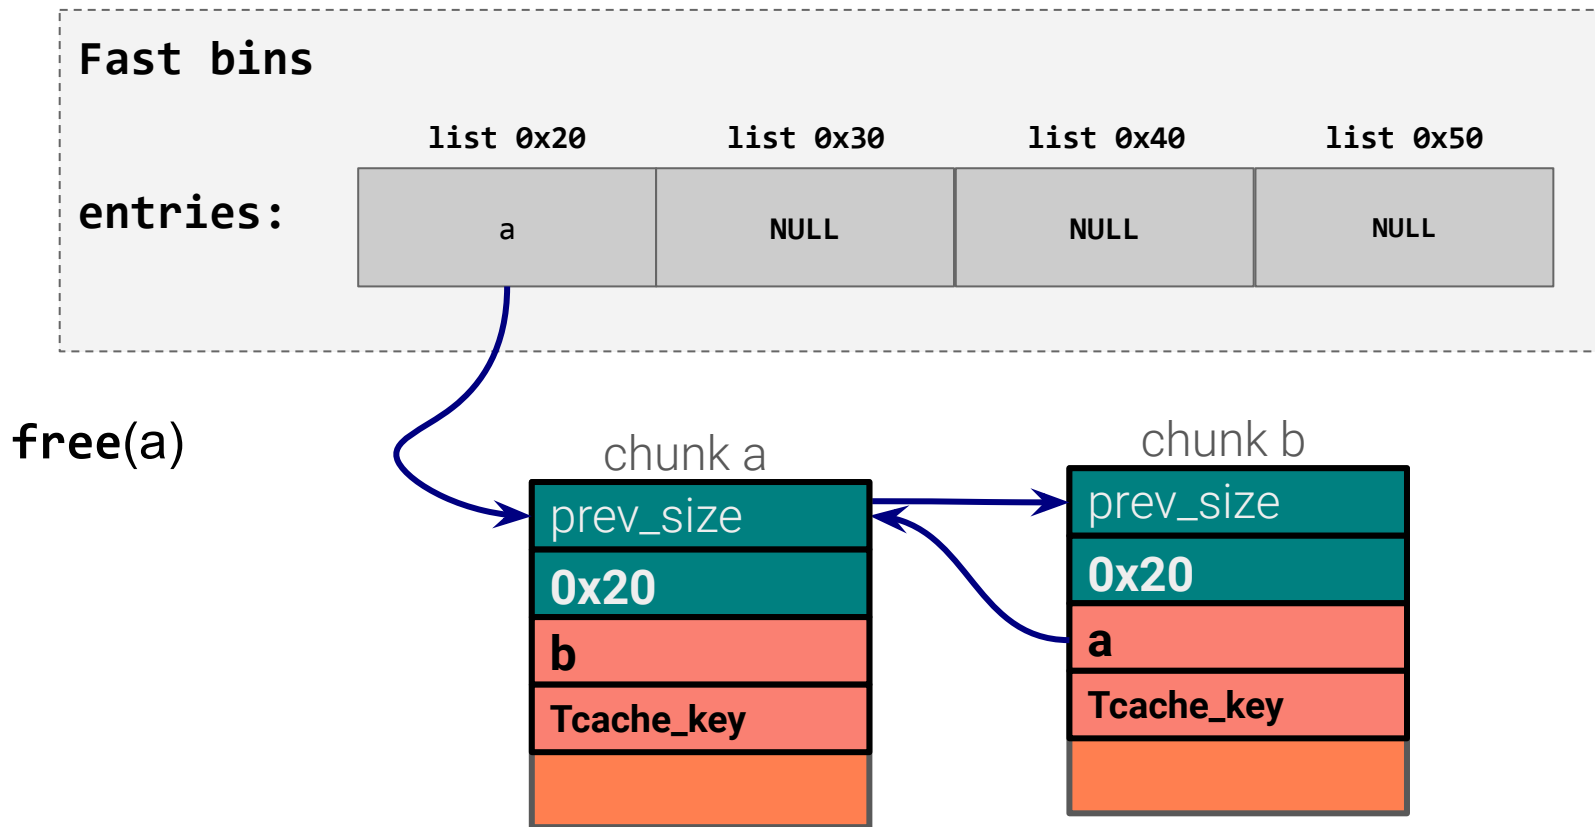 Fast bins
list 0x20 list 0x30 list 0x40 list 0x50
entries: a NULL NULL NULL
free(a)
chunk a
prev_size
0x20
b
Tcache_key
chunk b
prev_size
0x20
a
Tcache_key